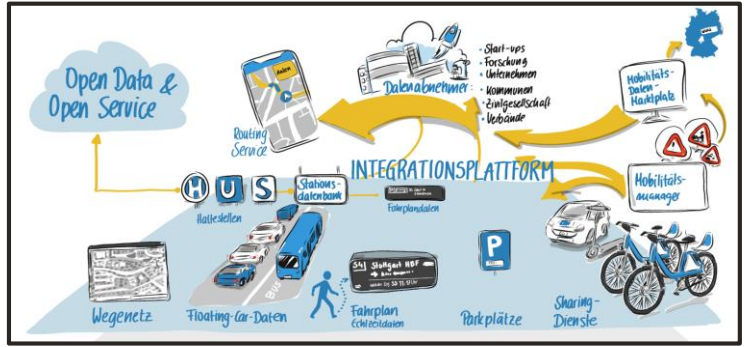 Open Data &
Open Service
Routing
Service
Datenabnehmer:
• Start-ups
• Forschung
• Unternehmen
• Kommunen
• Zivilgesellschaft
• Verbände
Mobilitäts-
Daten-
Marktplatz
INTEGRATIONSPLATTFORM
H U S
Haltestellen
Stations-
datenbank
Fahrplandaten
Mobilitäts-
manager
Wegenetz
BUS
Floating-Car-Daten
Stuttgart HBF
Fahrplan
Echtzeitdaten
P
Parkplätze
Sharing-
Dienste